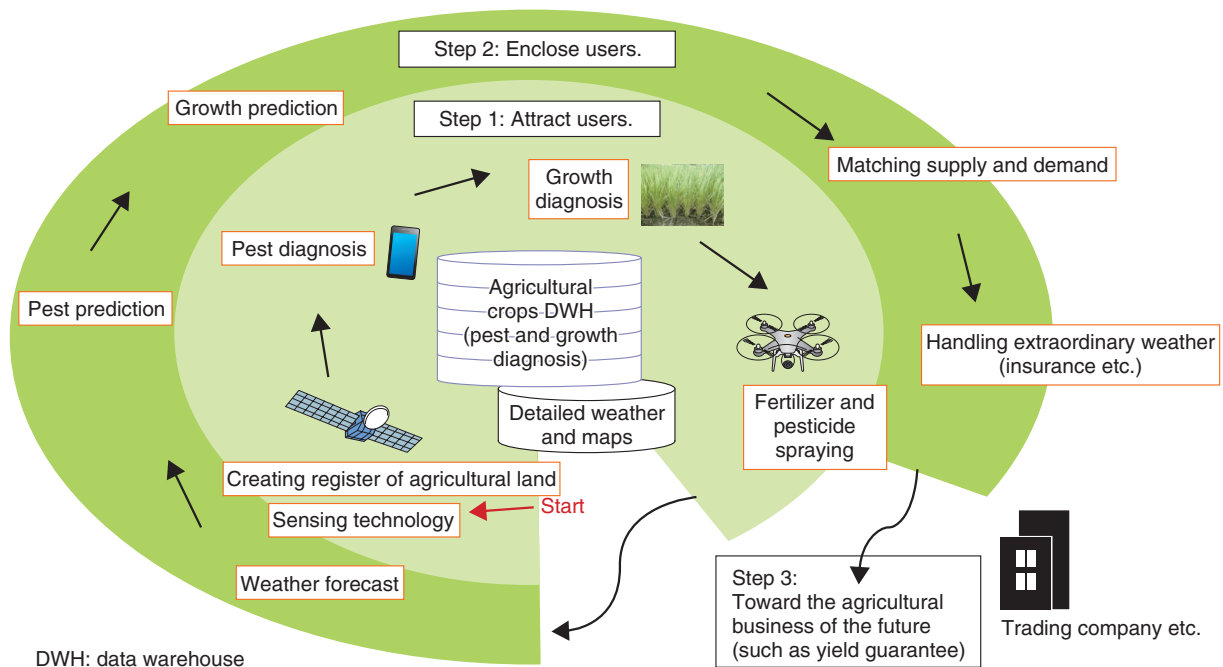 Step 2: Enclose users.
Growth prediction
Step 1: Attract users.
Matching supply and demand
Growth
diagnosis
Pest diagnosis
Pest prediction
Agricultural
crops DWH
(pest and growth
diagnosis)
Handling extraordinary weather
(insurance etc.)
Detailed weather
and maps
Fertilizer and
pesticide
spraying
Creating register of agricultural land
Start
Sensing technology
Weather forecast
Step 3:
Toward the agricultural
business of the future
(such as yield guarantee)
Trading company etc.
DWH: data warehouse